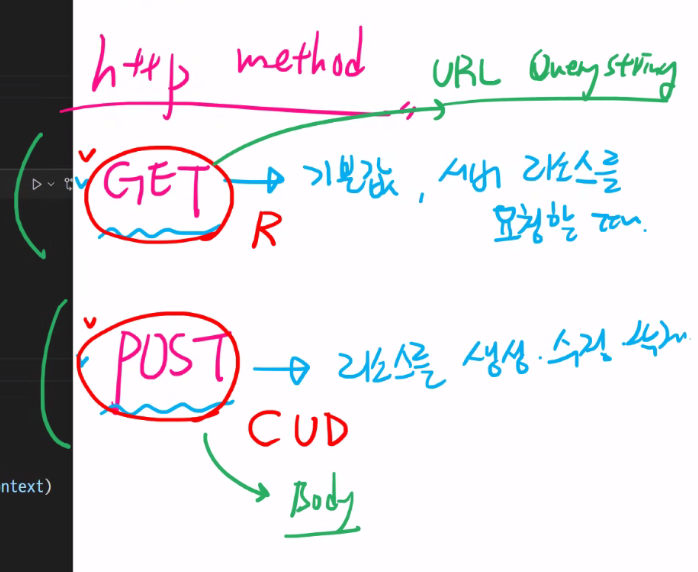 http method
URL Querystring
GET → 기본값, 서버 리소스를
요청할 때.
R
POST → 리소스를 생성·수정·삭제
CUD
Body
ntext)